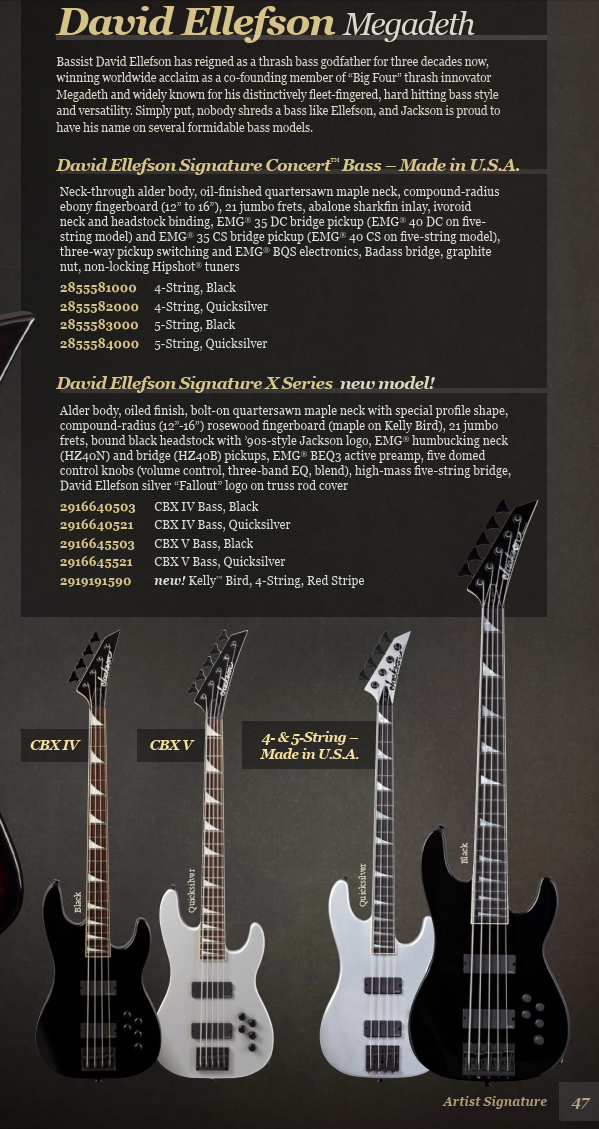 David Ellefson Megadeth
Bassist David Ellefson has reigned as a thrash bass godfather for three decades now,
winning worldwide acclaim as a co-founding member of “Big Four” thrash innovator
Megadeth and widely known for his distinctively fleet-fingered, hard hitting bass style
and versatility. Simply put, nobody shreds a bass like Ellefson, and Jackson is proud to
have his name on several formidable bass models.
David Ellefson Signature Concert™ Bass – Made in U.S.A.
Neck-through alder body, oil-finished quartersawn maple neck, compound-radius
ebony fingerboard (12” to 16”), 21 jumbo frets, abalone sharkfin inlay, ivoroid
neck and headstock binding, EMG® 35 DC bridge pickup (EMG® 40 DC on five-
string model) and EMG® 35 CS bridge pickup (EMG® 40 CS on five-string model),
three-way pickup switching and EMG® BQS electronics, Badass bridge, graphite
nut, non-locking Hipshot® tuners
2855581000 4-String, Black
2855582000 4-String, Quicksilver
2855583000 5-String, Black
2855584000 5-String, Quicksilver
David Ellefson Signature X Series new model!
Alder body, oiled finish, bolt-on quartersawn maple neck with special profile shape,
compound-radius (12”-16”) rosewood fingerboard (maple on Kelly Bird), 21 jumbo
frets, bound black headstock with ’90s-style Jackson logo, EMG® humbucking neck
(HZ40N) and bridge (HZ40B) pickups, EMG® BEQ3 active preamp, five domed
control knobs (volume control, three-band EQ, blend), high-mass five-string bridge,
David Ellefson silver “Fallout” logo on truss rod cover
2916640503 CBX IV Bass, Black
2916640521 CBX IV Bass, Quicksilver
2916645503 CBX V Bass, Black
2916645521 CBX V Bass, Quicksilver
2919191590 new! Kelly™ Bird, 4-String, Red Stripe
Jackson
Jackson
Jackson
Jackson
CBX IV
CBX V
4- & 5-String –
Made in U.S.A.
Black
Quicksilver
Quicksilver
Black
Artist Signature 47